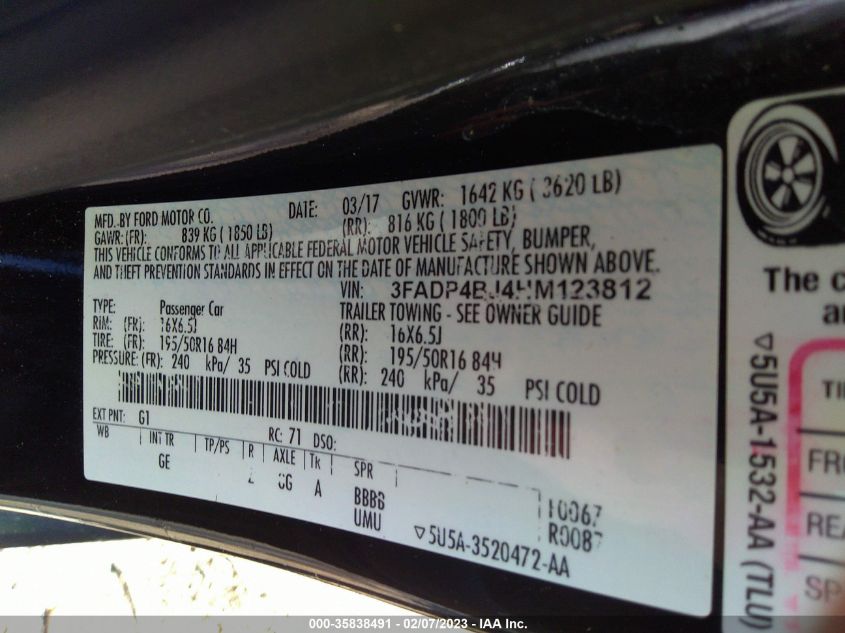 MFD. BY FORD MOTOR CO.
DATE: 03/17 GVWR: 1642 KG ( 3620 LB)
GAWR: (FR): 839 KG ( 1850 LB) (RR): 816 KG ( 1800 LB)
THIS VEHICLE CONFORMS TO ALL APPLICABLE FEDERAL MOTOR VEHICLE SAFETY, BUMPER,
AND THEFT PREVENTION STANDARDS IN EFFECT ON THE DATE OF MANUFACTURE SHOWN ABOVE.
VIN: 3FADP4BJ4HM123812
TYPE: Passenger Car TRAILER TOWING - SEE OWNER GUIDE
RIM: (FR): 16X6.5J (RR): 16X6.5J
TIRE: (FR) 195/50R16 84H (RR): 195/50R16 84H
PRESSURE: (FR): 240 kPa/ 35 PSI COLD (RR): 240 kPa/ 35 PSI COLD
EXT PNT: G1 RC: 71 DSO:
WB INT TR TP/PS R AXLE Tk SPR
GE A BBBB
UMU
10067
R0087
5U5A-3520472-AA
The c
a
5U5A-1532-AA (TLU)
TI
FRO
REA
SP
000-35838491 - 02/07/2023 - IAA Inc.